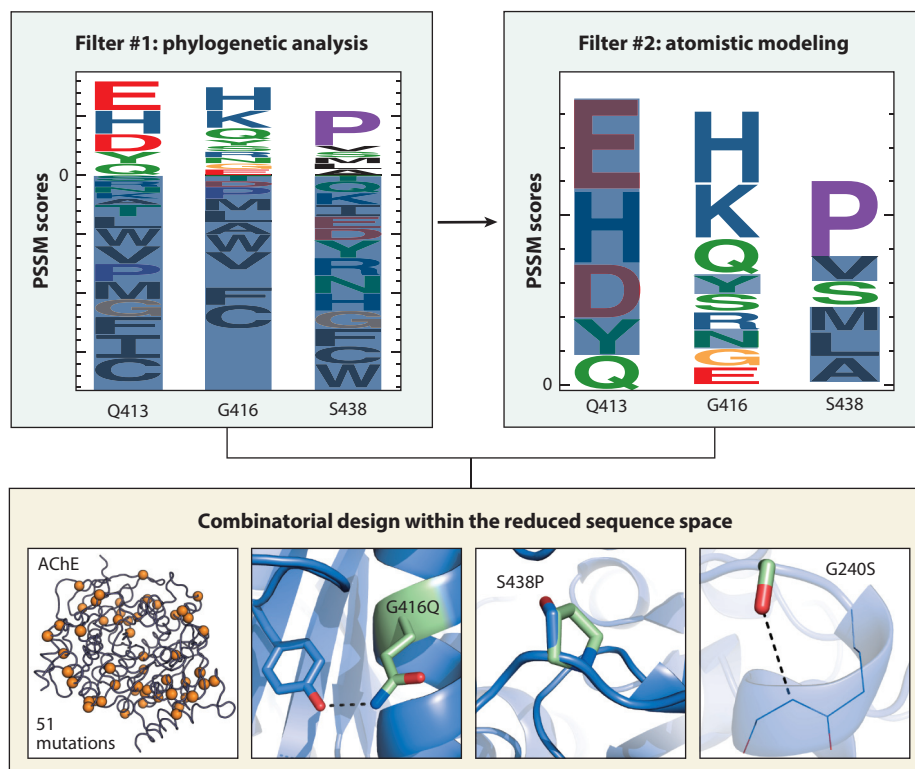 Filter #1: phylogenetic analysis
PSSM scores
0
E
H
D
Y
Q
T
L
W
V
P
M
G
F
I
C
H
K
Q
P
M
A
W
V
F
C
P
Q
K
I
E
D
Y
R
N
H
G
F
C
W
Q413 G416 S438
Filter #2: atomistic modeling
PSSM scores
0
E
H
D
Y
Q
H
K
Q
Y
S
R
N
G
E
P
V
S
M
L
A
Q413 G416 S438
Combinatorial design within the reduced sequence space
AChE
51
mutations
G416Q
S438P
G240S